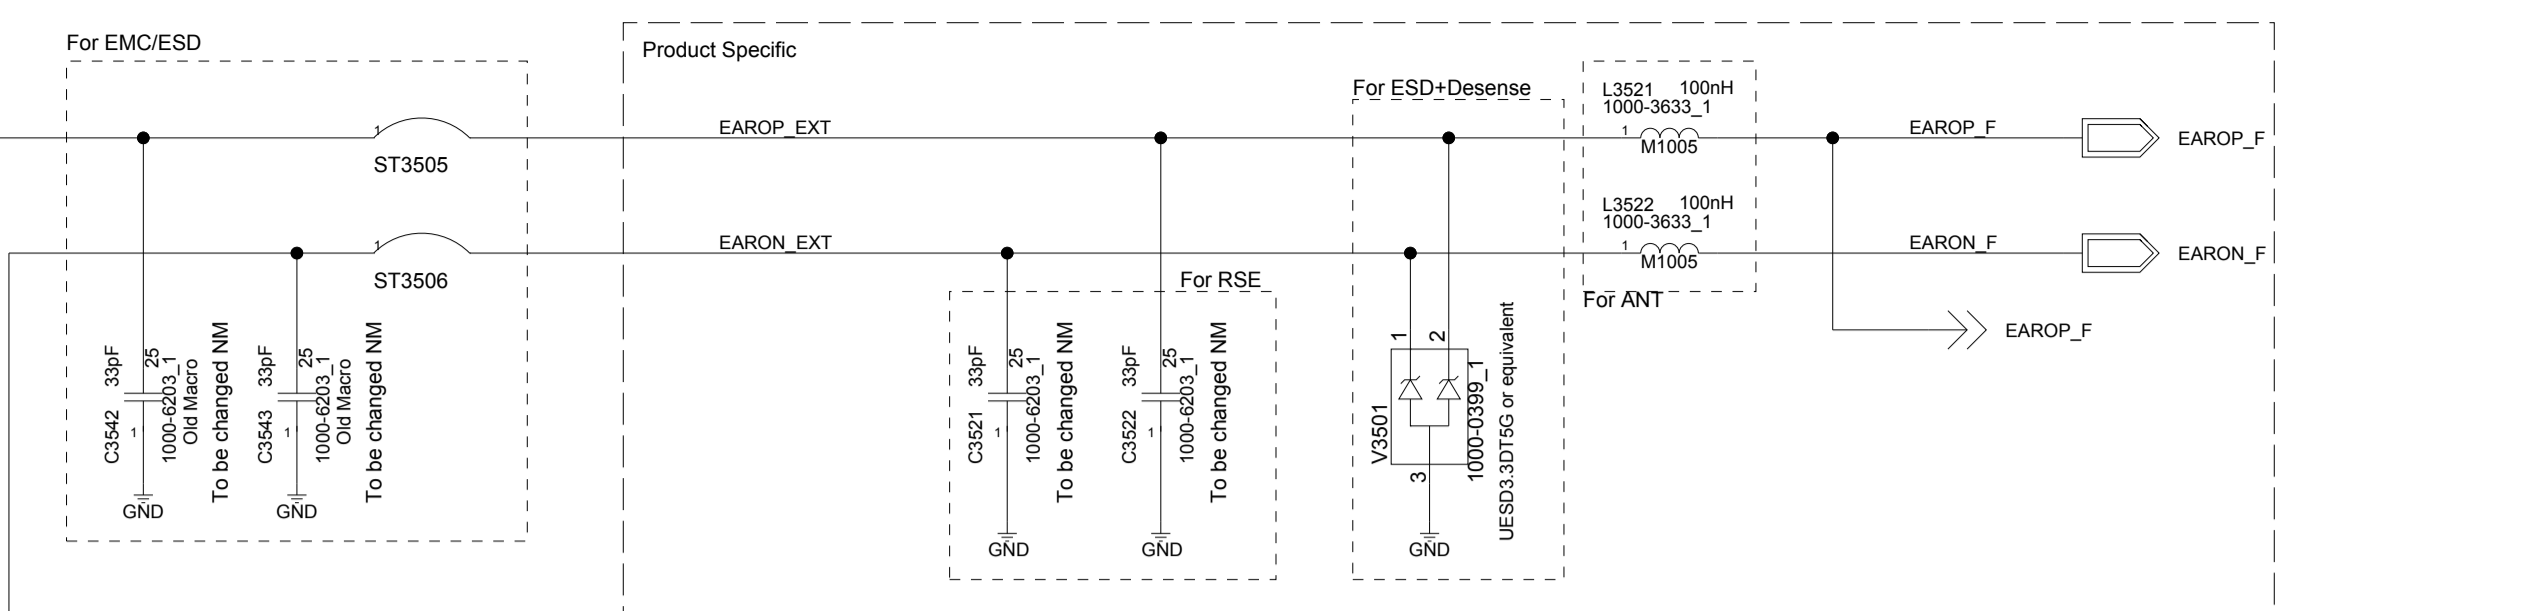 For EMC/ESD
Product Specific
For ESD+Desense
L3521 100nH
1000-3633_1
1
M1005
EAROP_EXT
EAROP_F
EAROP_F
1
ST3505
L3522 100nH
1000-3633_1
1
M1005
EARON_EXT
EARON_F
EARON_F
1
ST3506
For RSE
For ANT
EAROP_F
C3542 33pF
1
25
1000-6203_1
Old Macro
To be changed NM
GND
C3543 33pF
1
25
1000-6203_1
Old Macro
To be changed NM
GND
C3521 33pF
1
25
1000-6203_1
To be changed NM
GND
C3522 33pF
1
25
1000-6203_1
To be changed NM
GND
1
2
V3501
3
1000-0399_1
UESD3.3DT5G or equivalent
GND